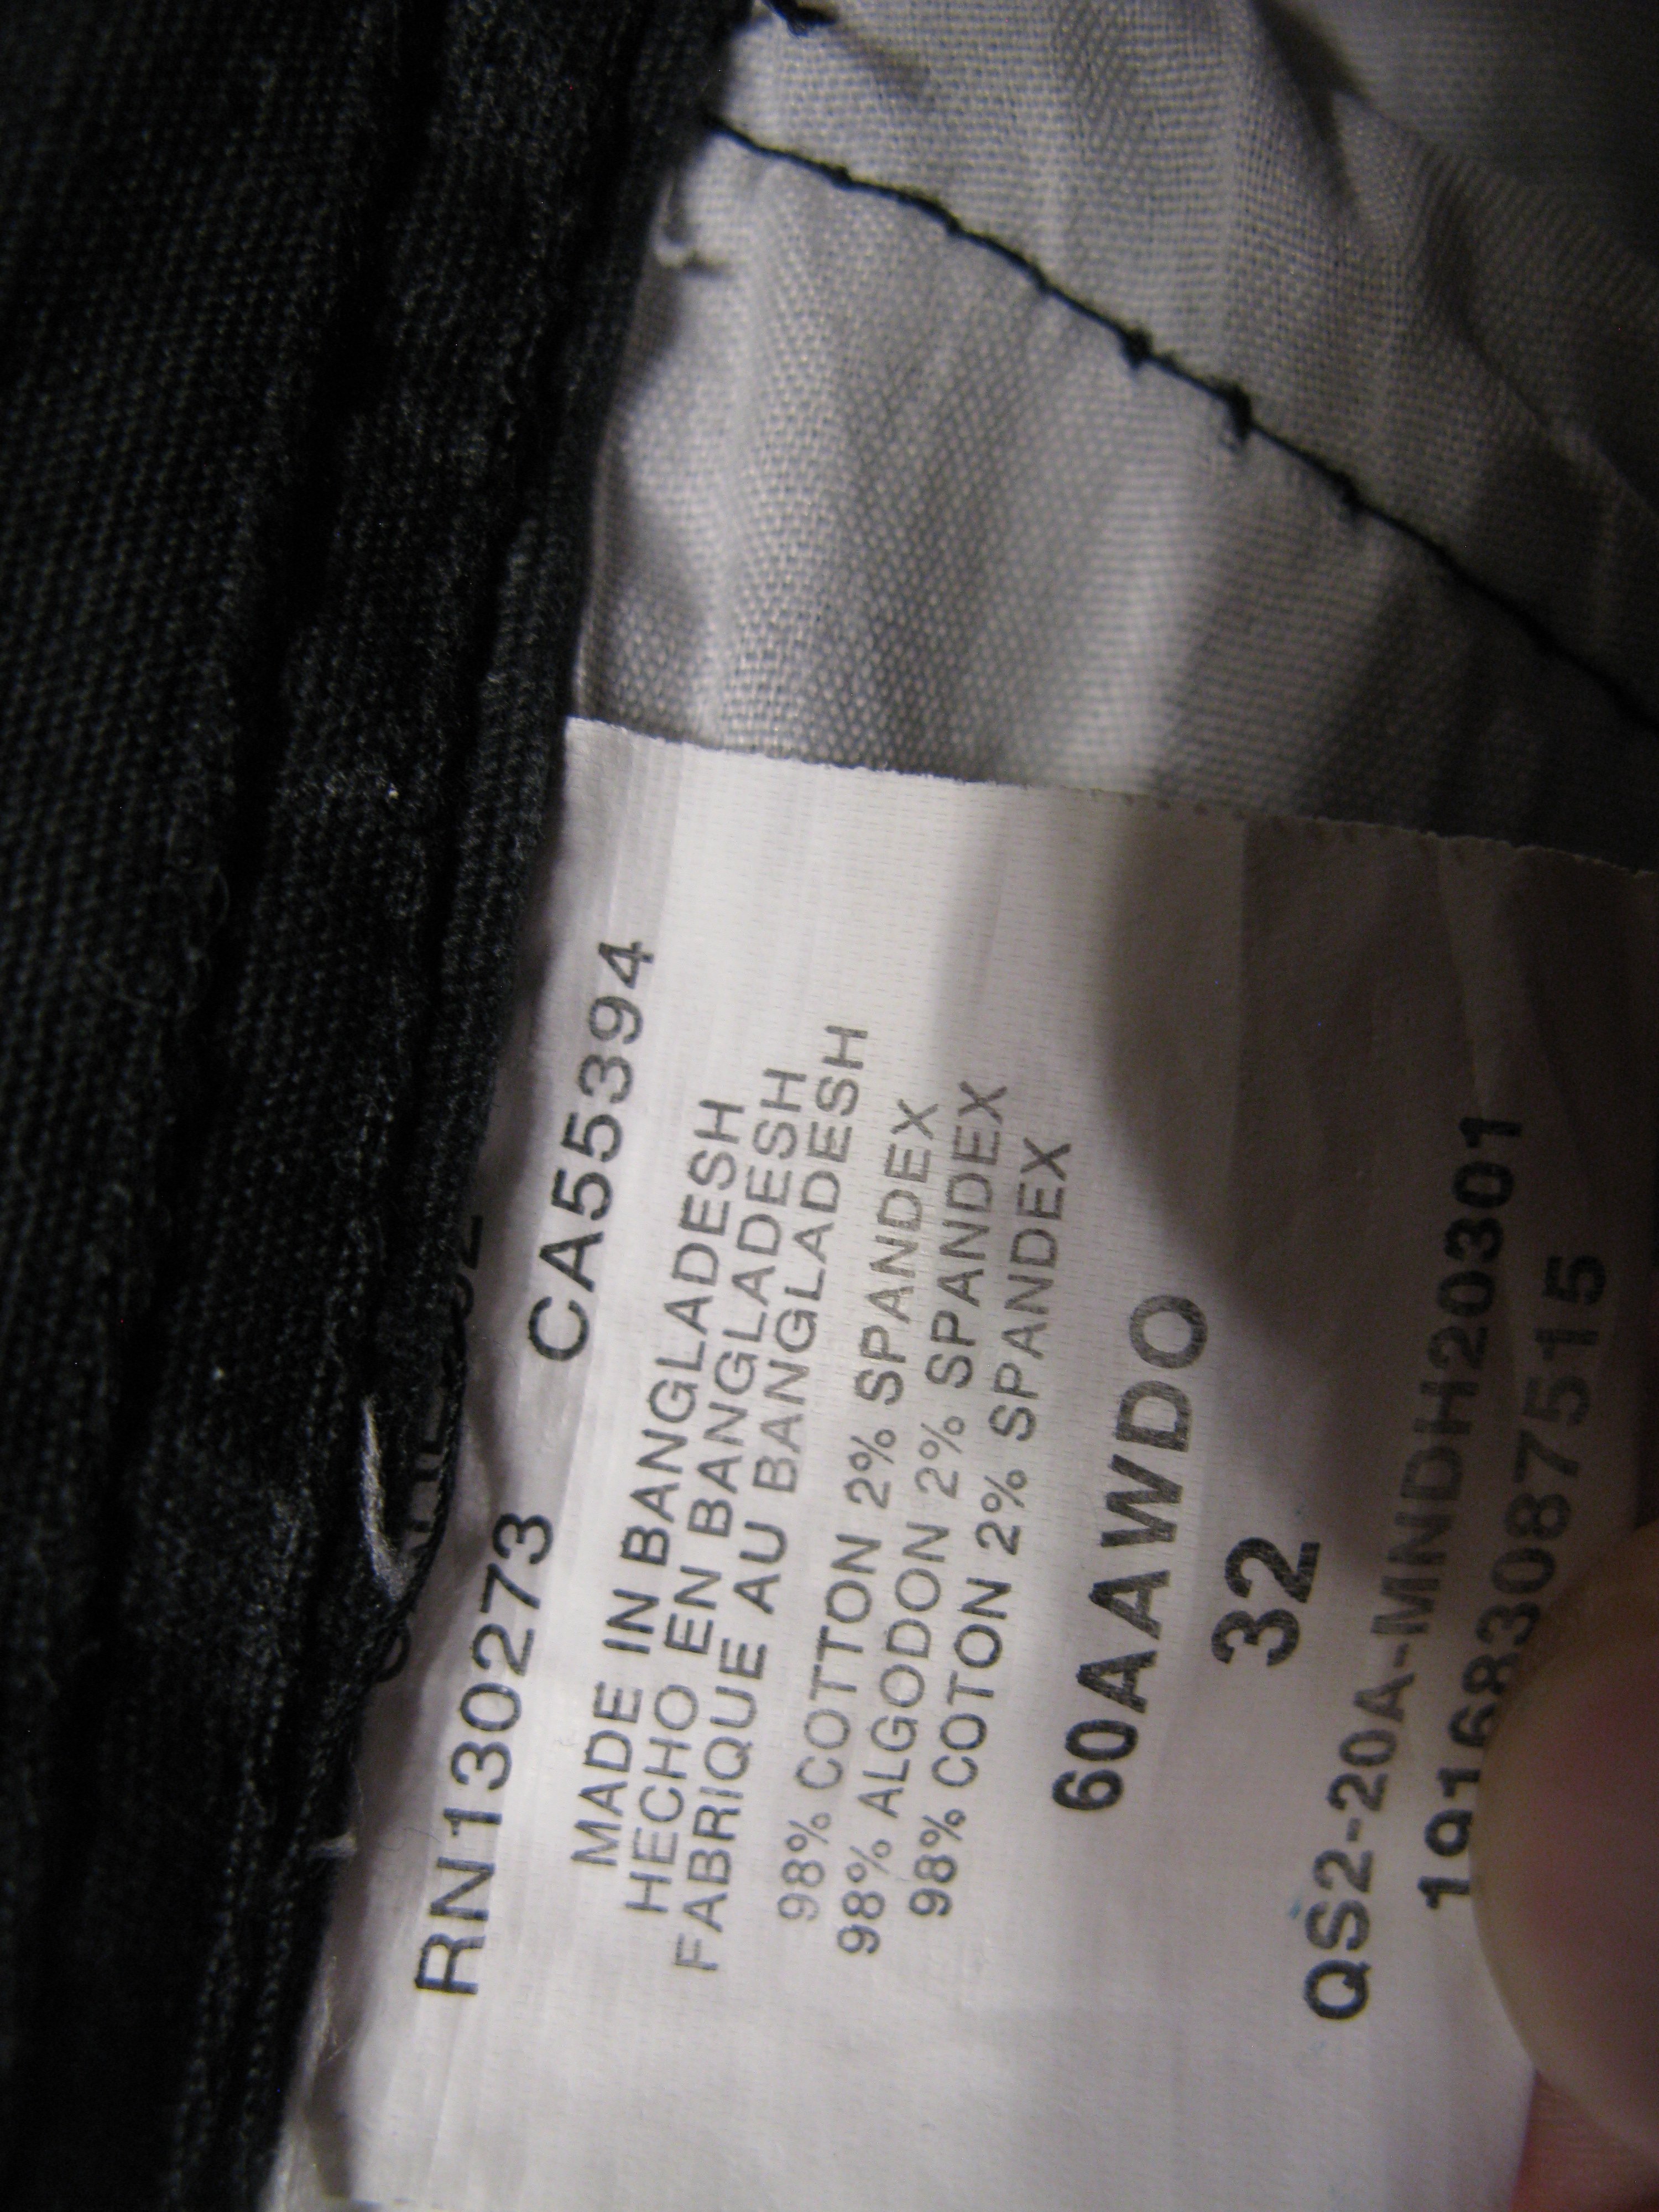 RN130273 CA55394
MADE IN BANGLADESH
HECHO EN BANGLADESH
FABRIQUE AU BANGLADESH
98% COTTON 2% SPANDEX
98% ALGODON 2% SPANDEX
98% COTON 2% SPANDEX
60AAWDO
32
QS2-20A-MNDH20301
191683087515